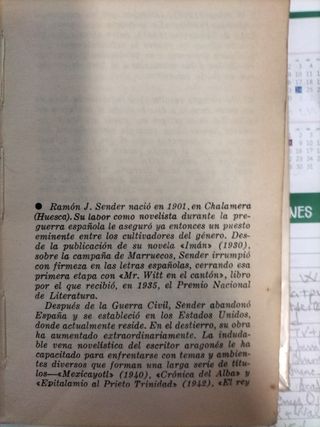 ● Ramón J. Sender nació en 1901, en Chalamera
(Huesca). Su labor como novelista durante la pre-
guerra española le aseguró ya entonces un puesto
eminente entre los cultivadores del género. Des-
de la publicación de su novela «Imán» (1930),
sobre la campaña de Marruecos, Sender irrumpió
con firmeza en las letras españolas, cerrando esa
primera etapa con «Mr. Witt en el cantón», libro
por el que recibió, en 1935, el Premio Nacional
de Literatura.
Después de la Guerra Civil, Sender abandonó
España y se estableció en los Estados Unidos,
donde actualmente reside. En el destierro, su obra
ha aumentado extraordinariamente. La induda-
ble vena novelística del escritor aragonés le ha
capacitado para enfrentarse con temas y ambien-
tes diversos que forman una larga serie de títu-
los—«Mexicayotl» (1940), «Crónica del Alba» y
«Epitalamio al Prieto Trinidad» (1942), «El rey
NES